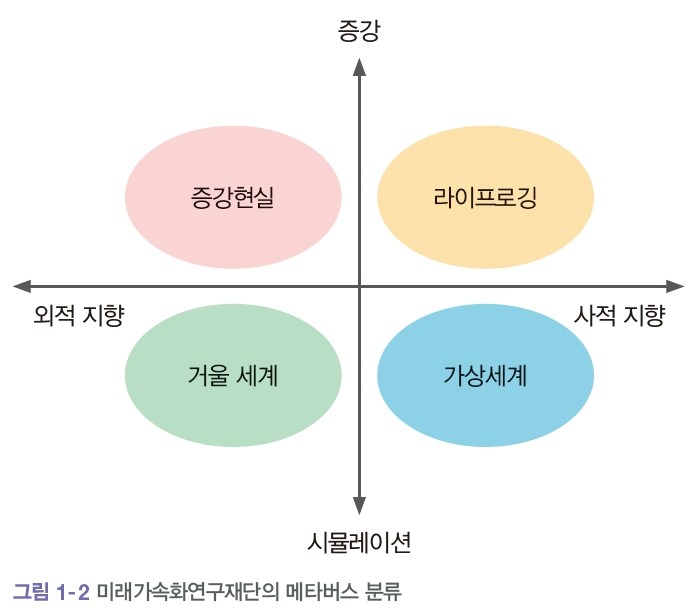 증강
증강현실
라이프로깅
외적 지향
사적 지향
거울 세계
가상세계
시뮬레이션
그림 1-2 미래가속화연구재단의 메타버스 분류